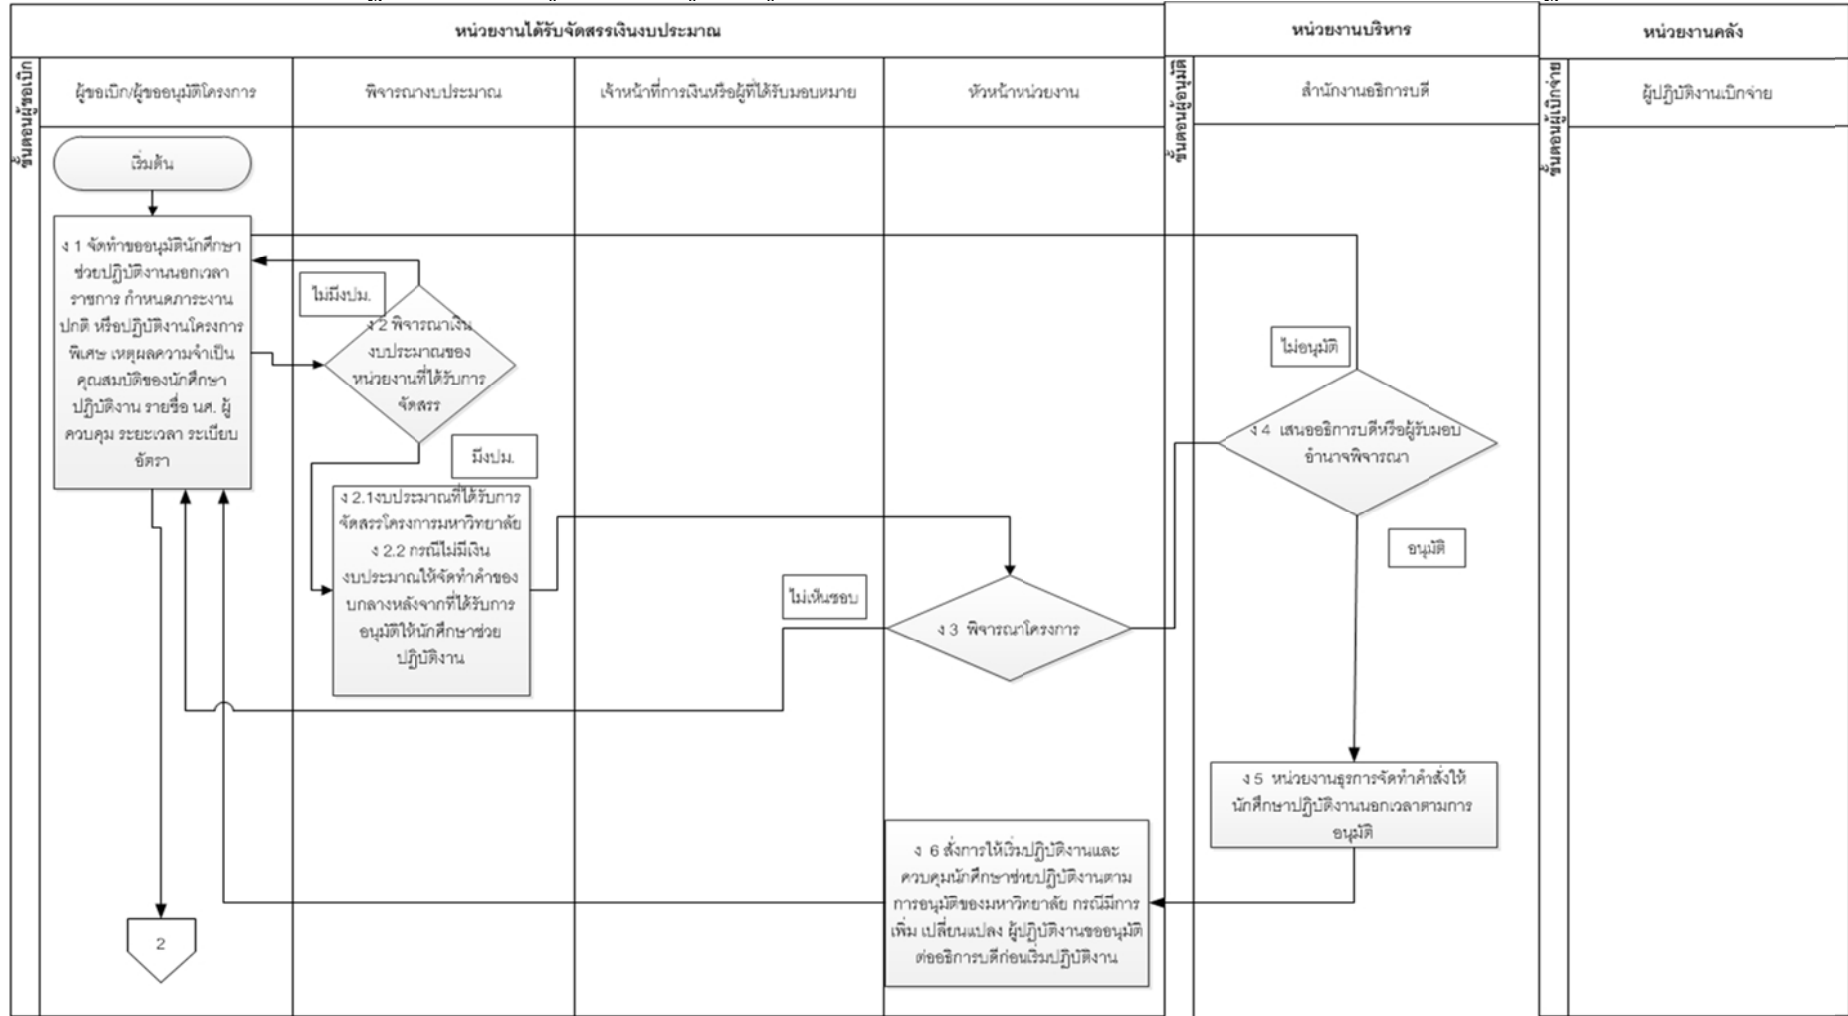 หน่วยงานได้รับจัดสรรเงินงบประมาณ
หน่วยงานบริหาร
หน่วยงานคลัง
ขั้นตอนผู้ขอเบิก
ผู้ขอเบิก/ผู้ขออนุมัติโครงการ
พิจารณางบประมาณ
เจ้าหน้าที่การเงินหรือผู้ที่ได้รับมอบหมาย
หัวหน้าหน่วยงาน
ขั้นตอนผู้อนุมัติ
สำนักงานอธิการบดี
ขั้นตอนผู้เบิกจ่าย
ผู้ปฏิบัติงานเบิกจ่าย
เริ่มต้น
ง 1 จัดทำขออนุมัตินักศึกษา
ช่วยปฏิบัติงานนอกเวลา
ราชการ กำหนดภาระงาน
ปกติ หรือปฏิบัติงานโครงการ
พิเศษ เหตุผลความจำเป็น
คุณสมบัติของนักศึกษา
ปฏิบัติงาน รายชื่อ นศ. ผู้
ควบคุม ระยะเวลา ระเบียบ
อัตรา
ไม่มีงปม.
ง 2 พิจารณาเงิน
งบประมาณของ
หน่วยงานที่ได้รับการ
จัดสรร
มีงปม.
ง 2.1งบประมาณที่ได้รับการ
จัดสรรโครงการมหาวิทยาลัย
ง 2.2 กรณีไม่มีเงิน
งบประมาณให้จัดทำคำของ
บกลางหลังจากที่ได้รับการ
อนุมัติให้นักศึกษาช่วย
ปฏิบัติงาน
ไม่เห็นชอบ
ง 3 พิจารณาโครงการ
ไม่อนุมัติ
ง 4 เสนออธิการบดีหรือผู้รับมอบ
อำนาจพิจารณา
อนุมัติ
ง 5 หน่วยงานธุรการจัดทำคำสั่งให้
นักศึกษาปฏิบัติงานนอกเวลาตามการ
อนุมัติ
ง 6 สั่งการให้เริ่มปฏิบัติงานและ
ควบคุมนักศึกษาช่วยปฏิบัติงานตาม
การอนุมัติของมหาวิทยาลัย กรณีมีการ
เพิ่ม เปลี่ยนแปลง ผู้ปฏิบัติงานขออนุมัติ
ต่ออธิการบดีก่อนเริ่มปฏิบัติงาน
2